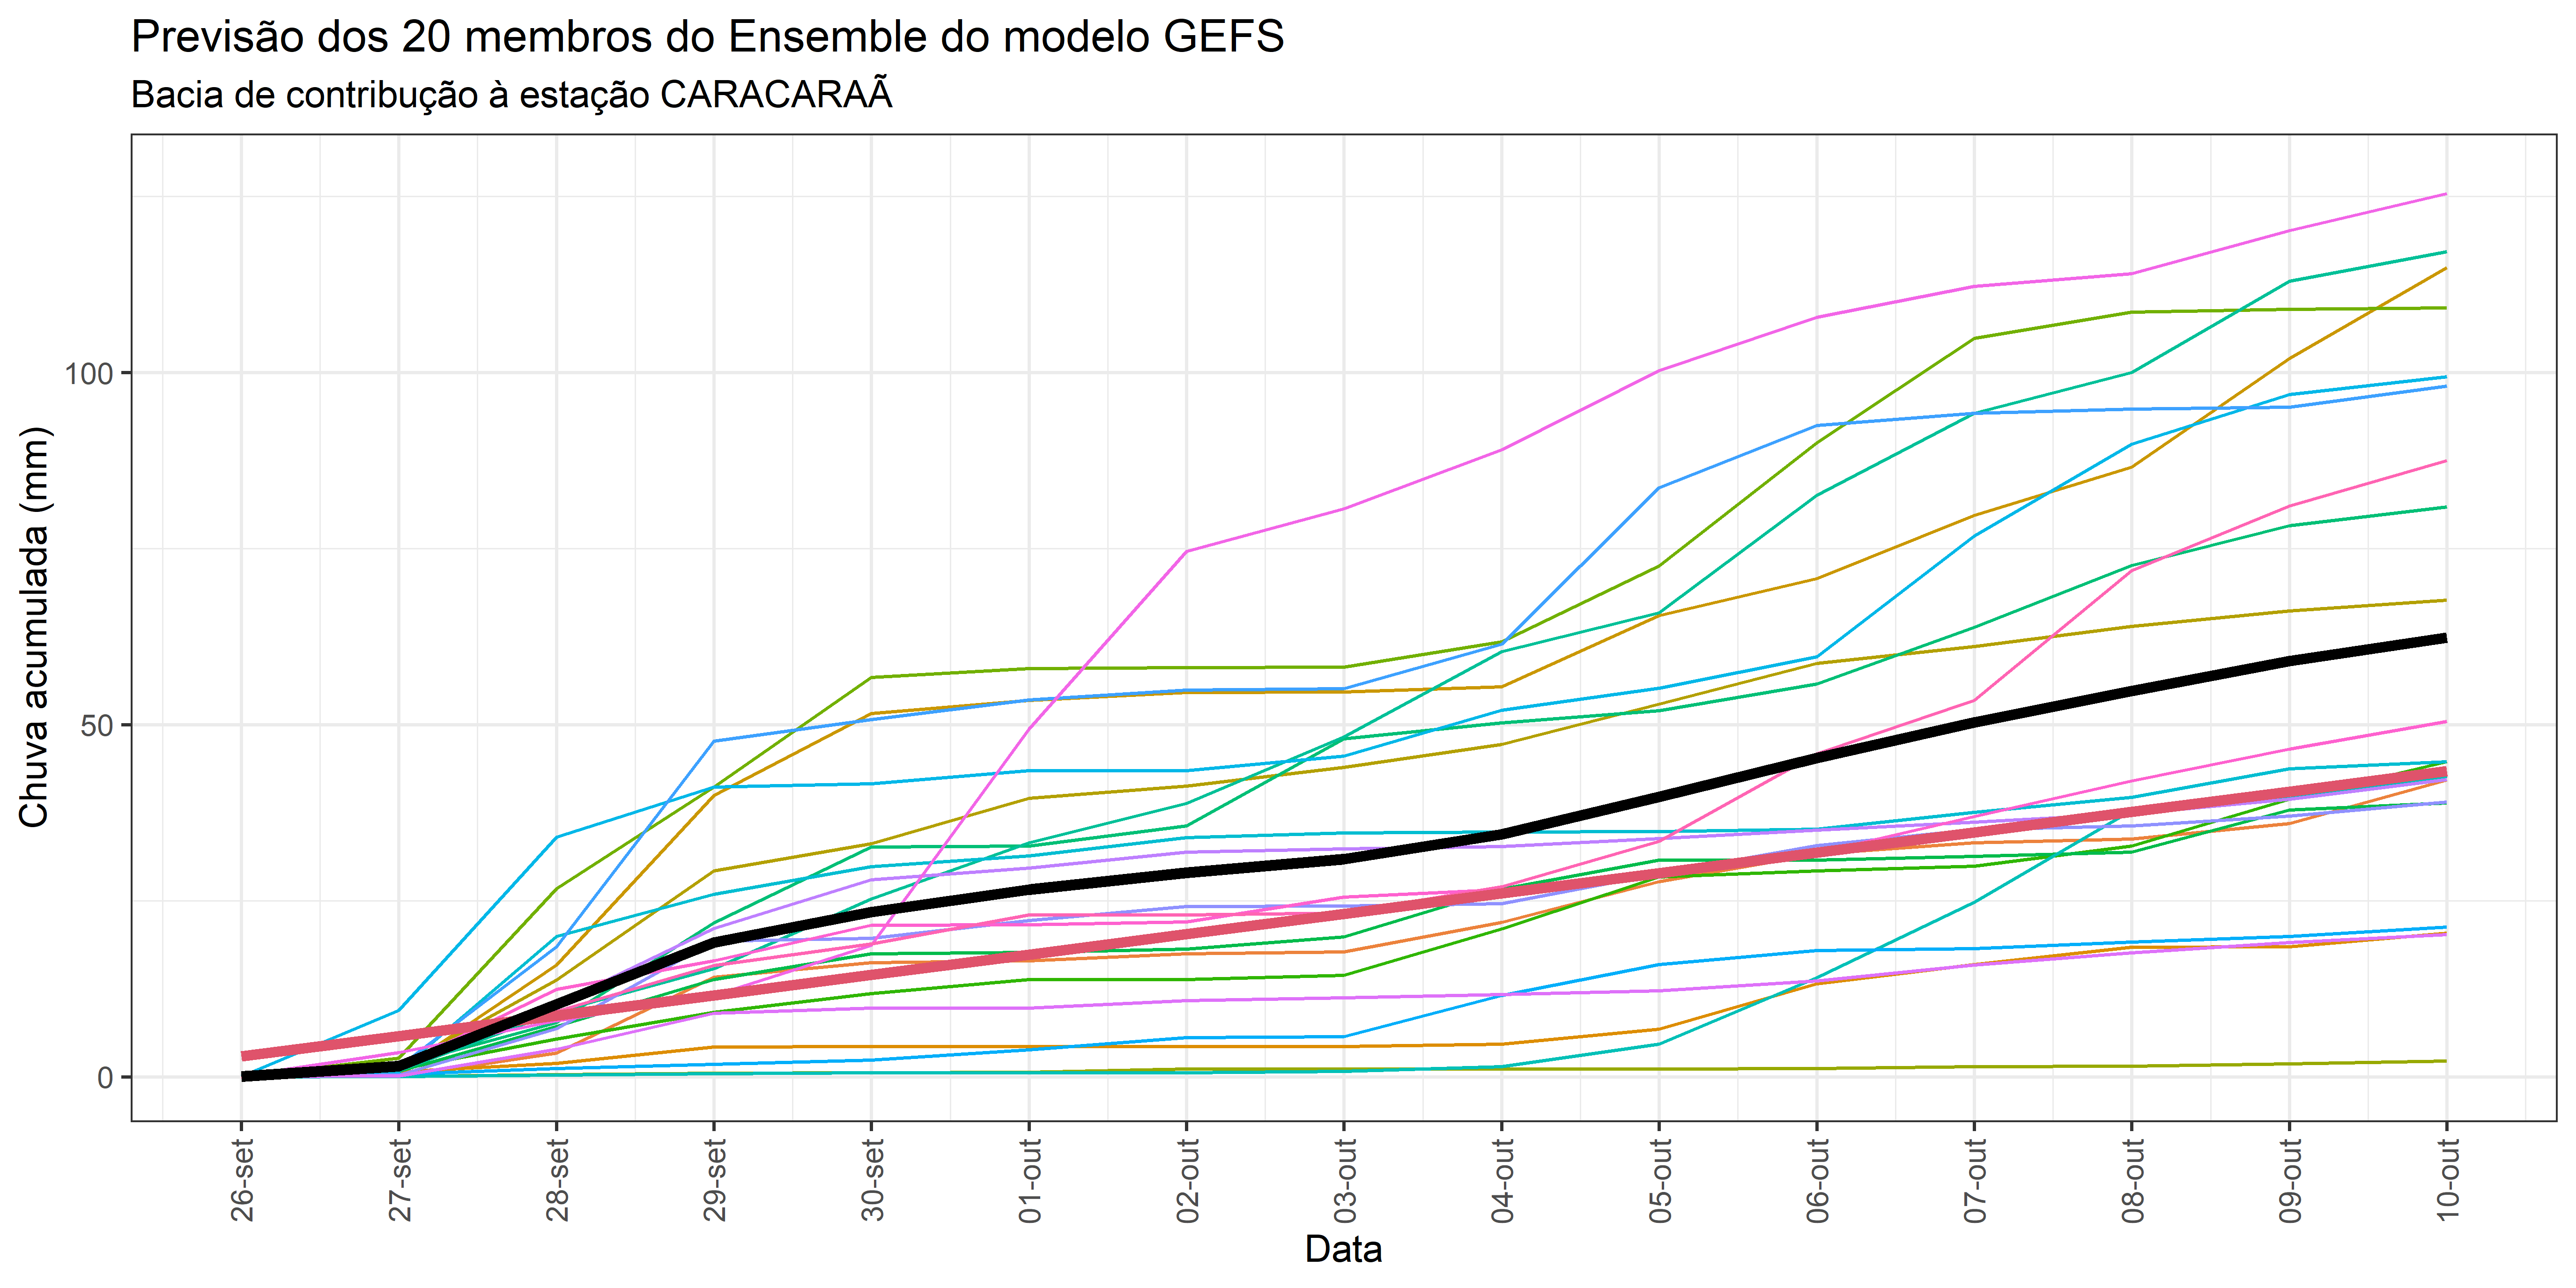 Previsão dos 20 membros do Ensemble do modelo GEFS
Bacia de contribução à estação CARACARAÃ
Chuva acumulada (mm)
100
50
0
26-set
27-set
28-set
29-set
30-set
01-out
02-out
03-out
04-out
05-out
06-out
07-out
08-out
09-out
10-out
Data